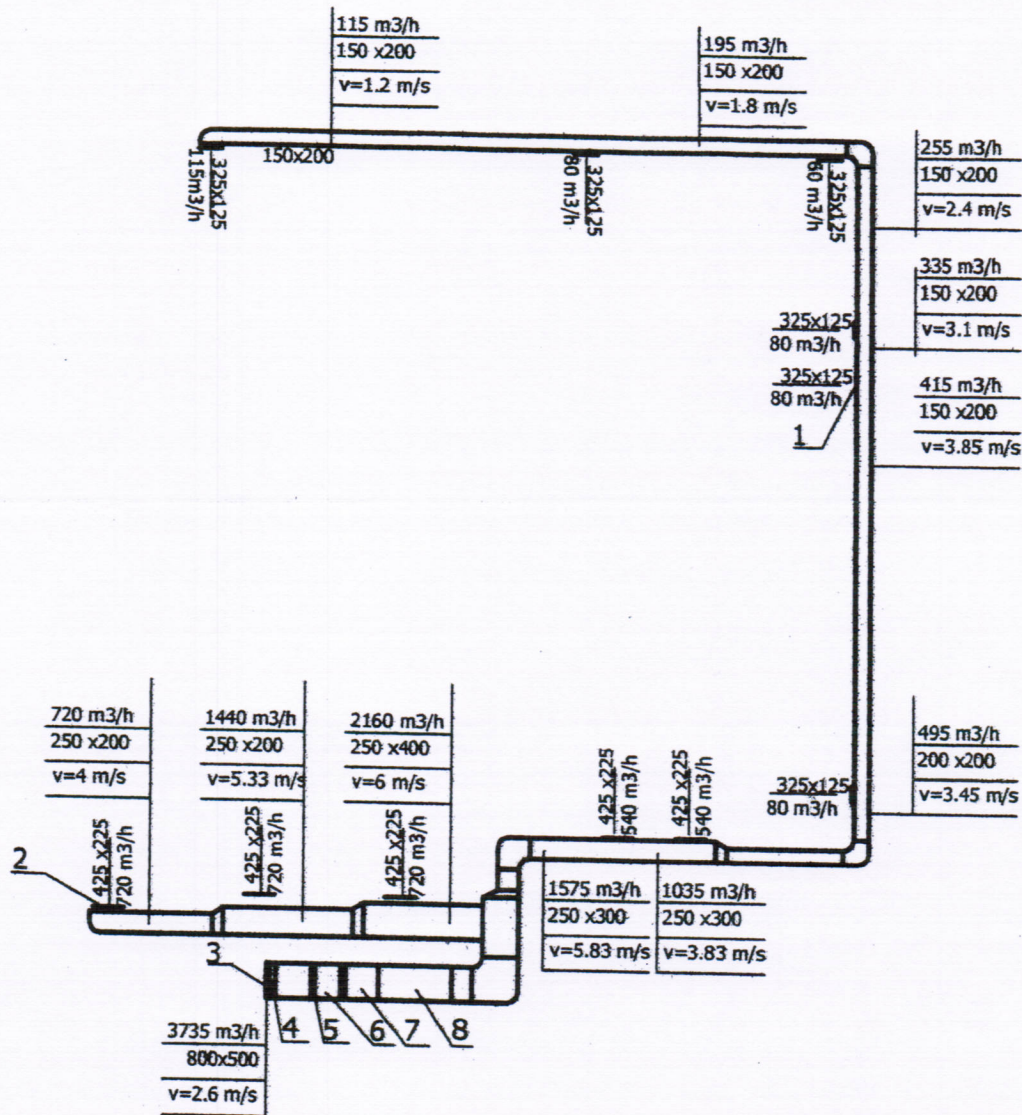 115 m3/h
150 x200
v=1.2 m/s
195 m3/h
150 x200
v=1.8 m/s
150x200
325x125
115m3/h
325x125
80 m3/h
325x125
60 m3/h
255 m3/h
150 x200
v=2.4 m/s
335 m3/h
150 x200
v=3.1 m/s
325x125
80 m3/h
325x125
80 m3/h
1
415 m3/h
150 x200
v=3.85 m/s
495 m3/h
200 x200
v=3.45 m/s
325x125
80 m3/h
720 m3/h
250 x200
v=4 m/s
1440 m3/h
250 x200
v=5.33 m/s
2160 m3/h
250 x400
v=6 m/s
425 x225
540 m3/h
425 x225
540 m3/h
2
425 x225
720 m3/h
425 x225
720 m3/h
425 x225
720 m3/h
1575 m3/h
250 x300
v=5.83 m/s
1035 m3/h
250 x300
v=3.83 m/s
3
4
5
6
7
8
3735 m3/h
800x500
v=2.6 m/s